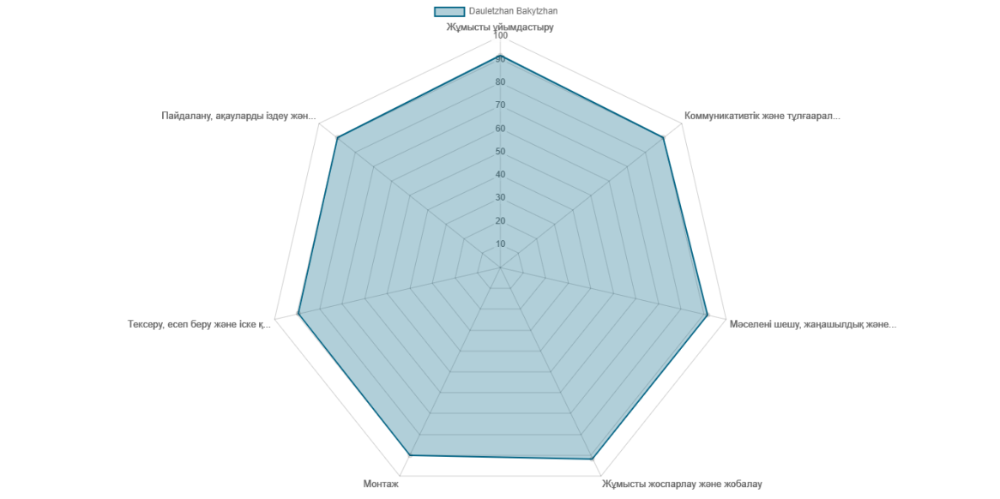 Dauletzhan Bakytzhan
Жұмысты ұйымдастыру
100
90
80
70
60
50
40
30
20
10
Пайдалану, ақауларды іздеу жән...
Коммуникативтік және тұлғаарал...
Тексеру, есеп беру және іске қ...
Мәселені шешу, жаңашылдық және...
Монтаж
Жұмысты жоспарлау және жобалау